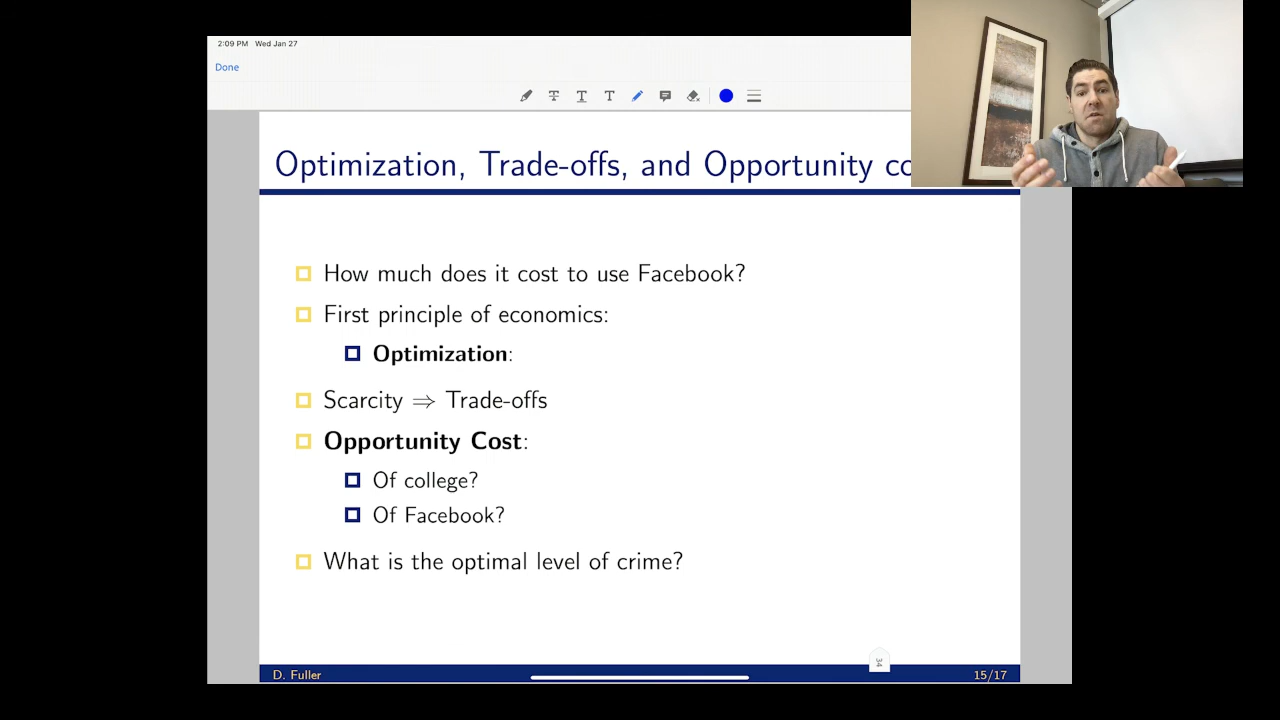 2:09 PM Wed Jan 27
Done
T T T
Optimization, Trade-offs, and Opportunity co
How much does it cost to use Facebook?
First principle of economics:
Optimization:
Scarcity ⇒ Trade-offs
Opportunity Cost:
Of college?
Of Facebook?
What is the optimal level of crime?
34
D. Fuller 15/17